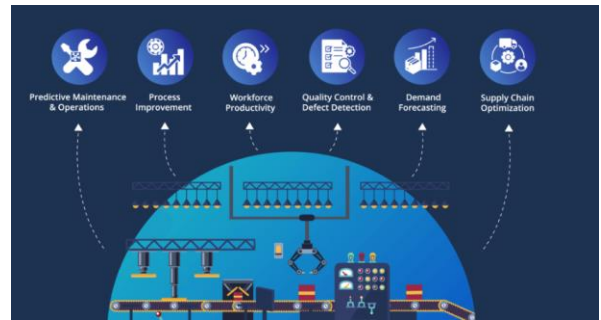 Predictive Maintenance
& Operations
Process
Improvement
Workforce
Productivity
Quality Control &
Defect Detection
Demand
Forecasting
Supply Chain
Optimization